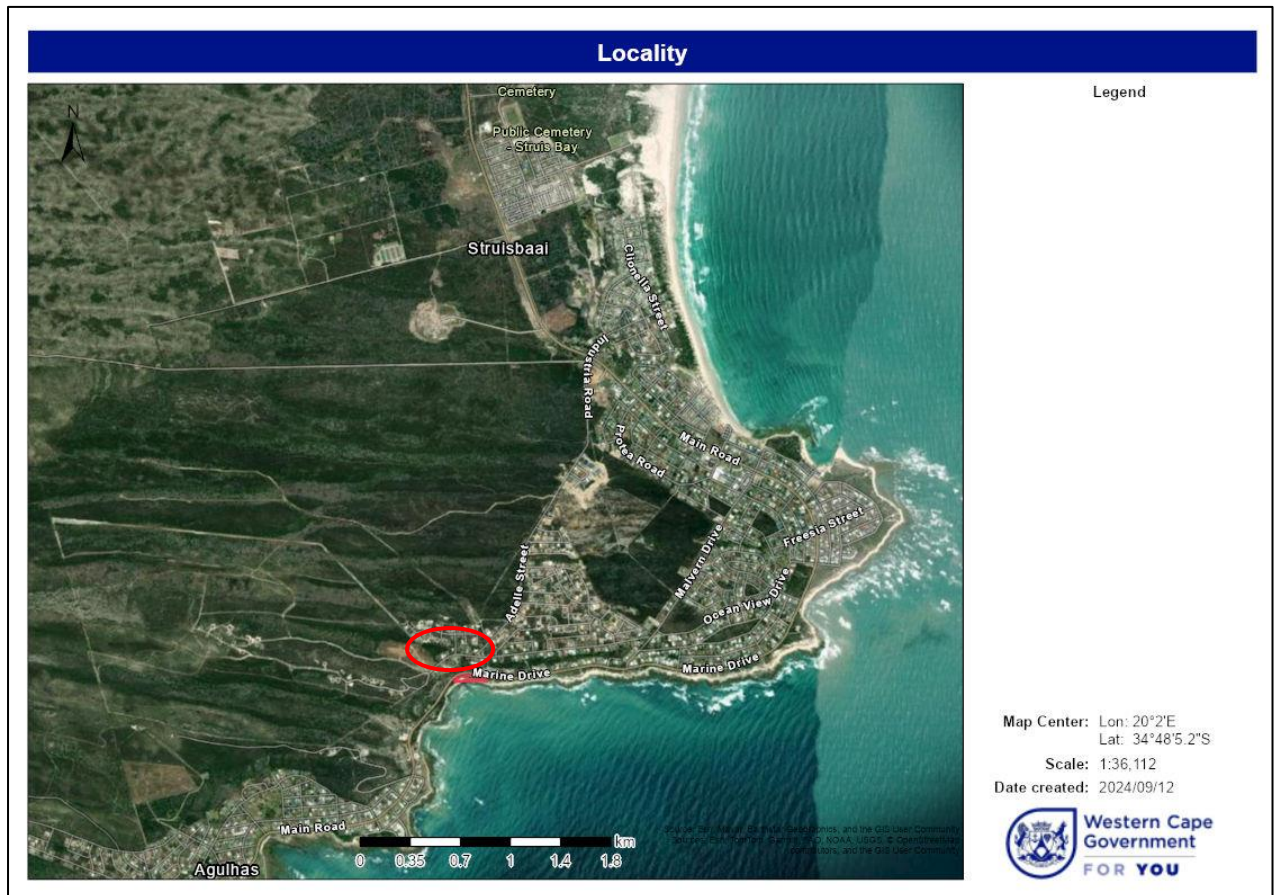 Locality
N
Cemetery
Public Cemetery
- Struis Bay
Struisbaai
Clionella Street
Industria Road
Protea Road
Main Road
Freesia Street
Malvern Drive
Adelle Street
Ocean View Drive
Marine Drive
Marine Drive
Main Road
Agulhas
km
0 0.35 0.7 1 1.4 1.8
Legend
Map Center: Lon: 20°2'E
Lat: 34°48'5.2"S
Scale: 1:36,112
Date created: 2024/09/12
Western Cape
Government
FOR YOU